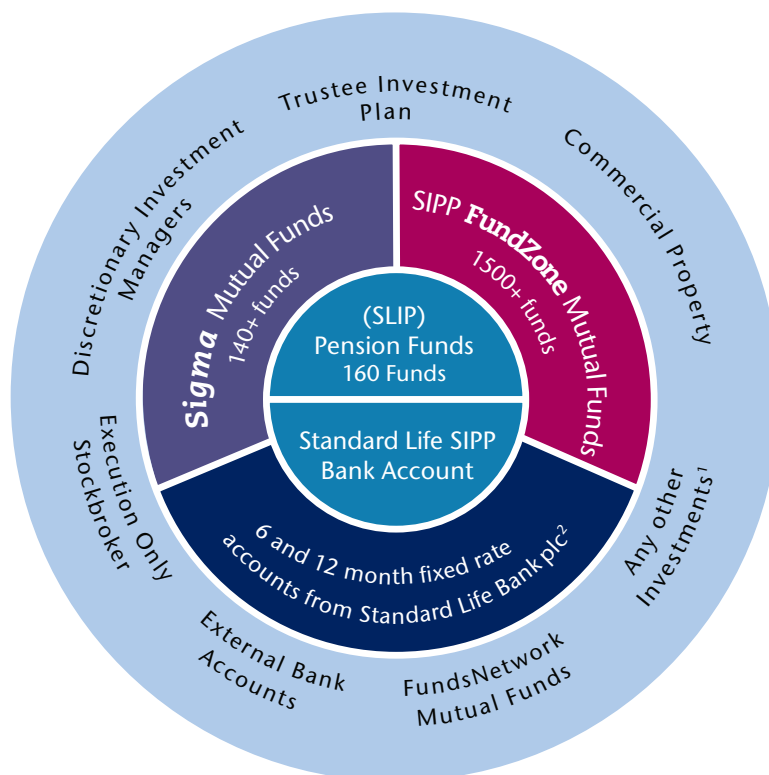 Trustee Investment
Plan
Commercial Property
Any other
Investments¹
FundsNetwork
Mutual Funds
External Bank
Accounts
Execution Only
Stockbroker
Discretionary Investment
Managers
Sigma Mutual Funds
140+ funds
SIPP FundZone Mutual Funds
1500+ funds
6 and 12 month fixed rate
accounts from Standard Life Bank plc²
(SLIP)
Pension Funds
160 Funds
Standard Life SIPP
Bank Account